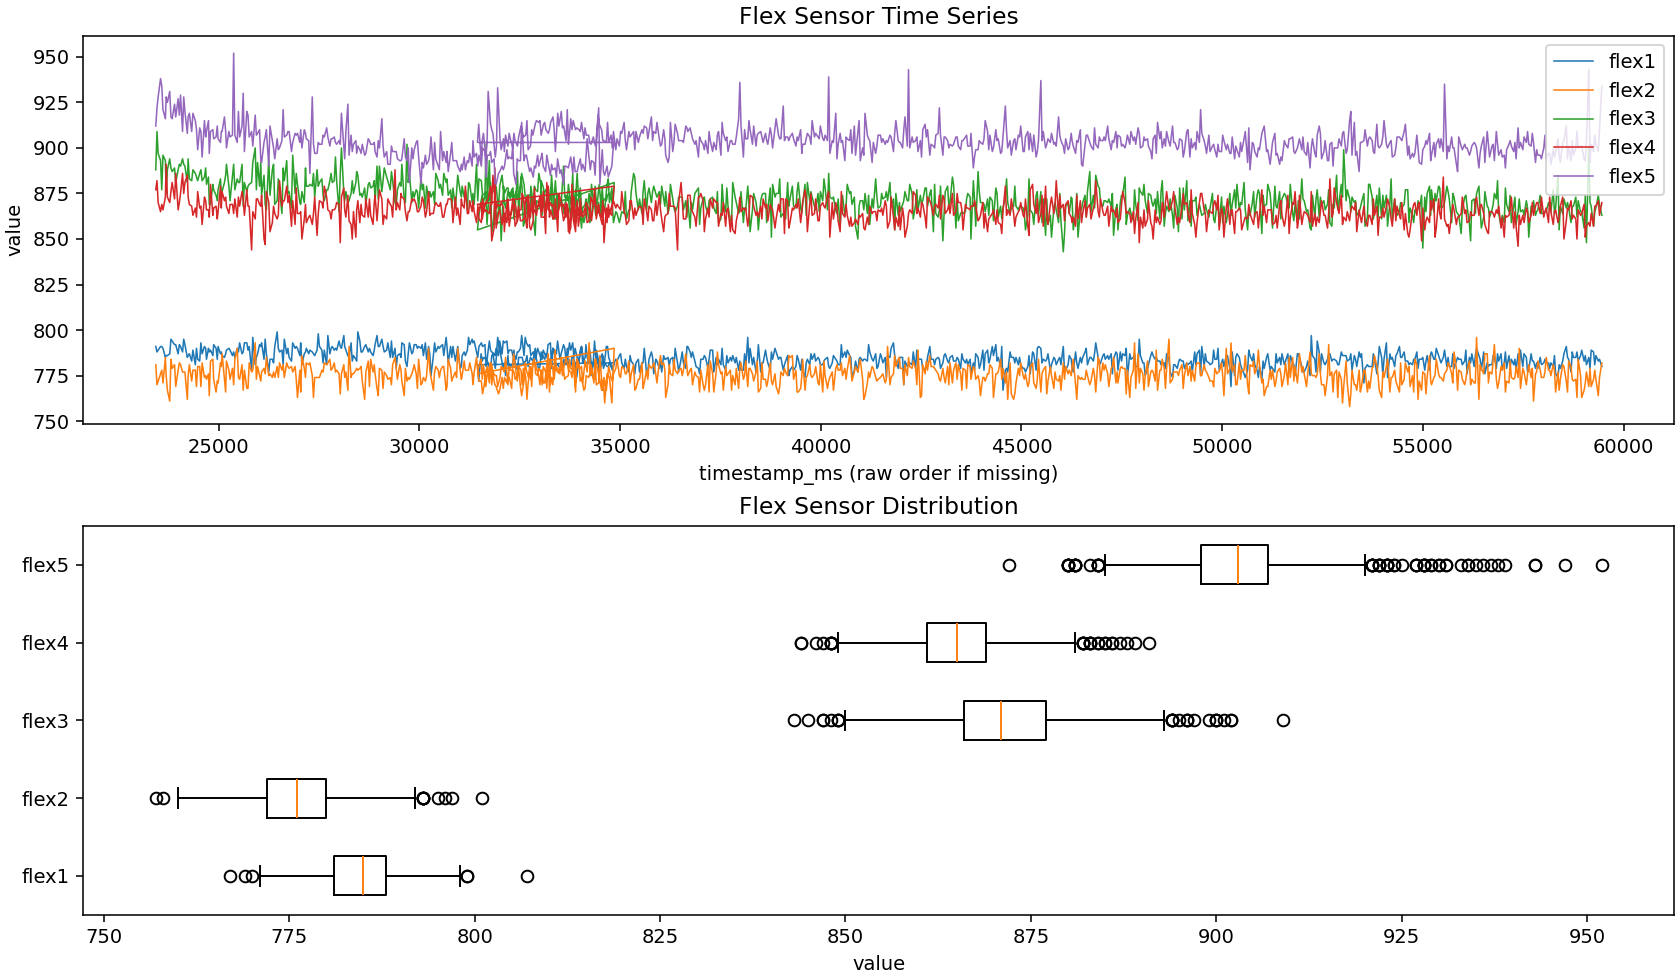 Flex Sensor Time Series
950
925
900
875
850
825
800
775
750
value
flex1
flex2
flex3
flex4
flex5
25000 30000 35000 40000 45000 50000 55000 60000
timestamp_ms (raw order if missing)
Flex Sensor Distribution
flex5
flex4
flex3
flex2
flex1
750 775 800 825 850 875 900 925 950
value